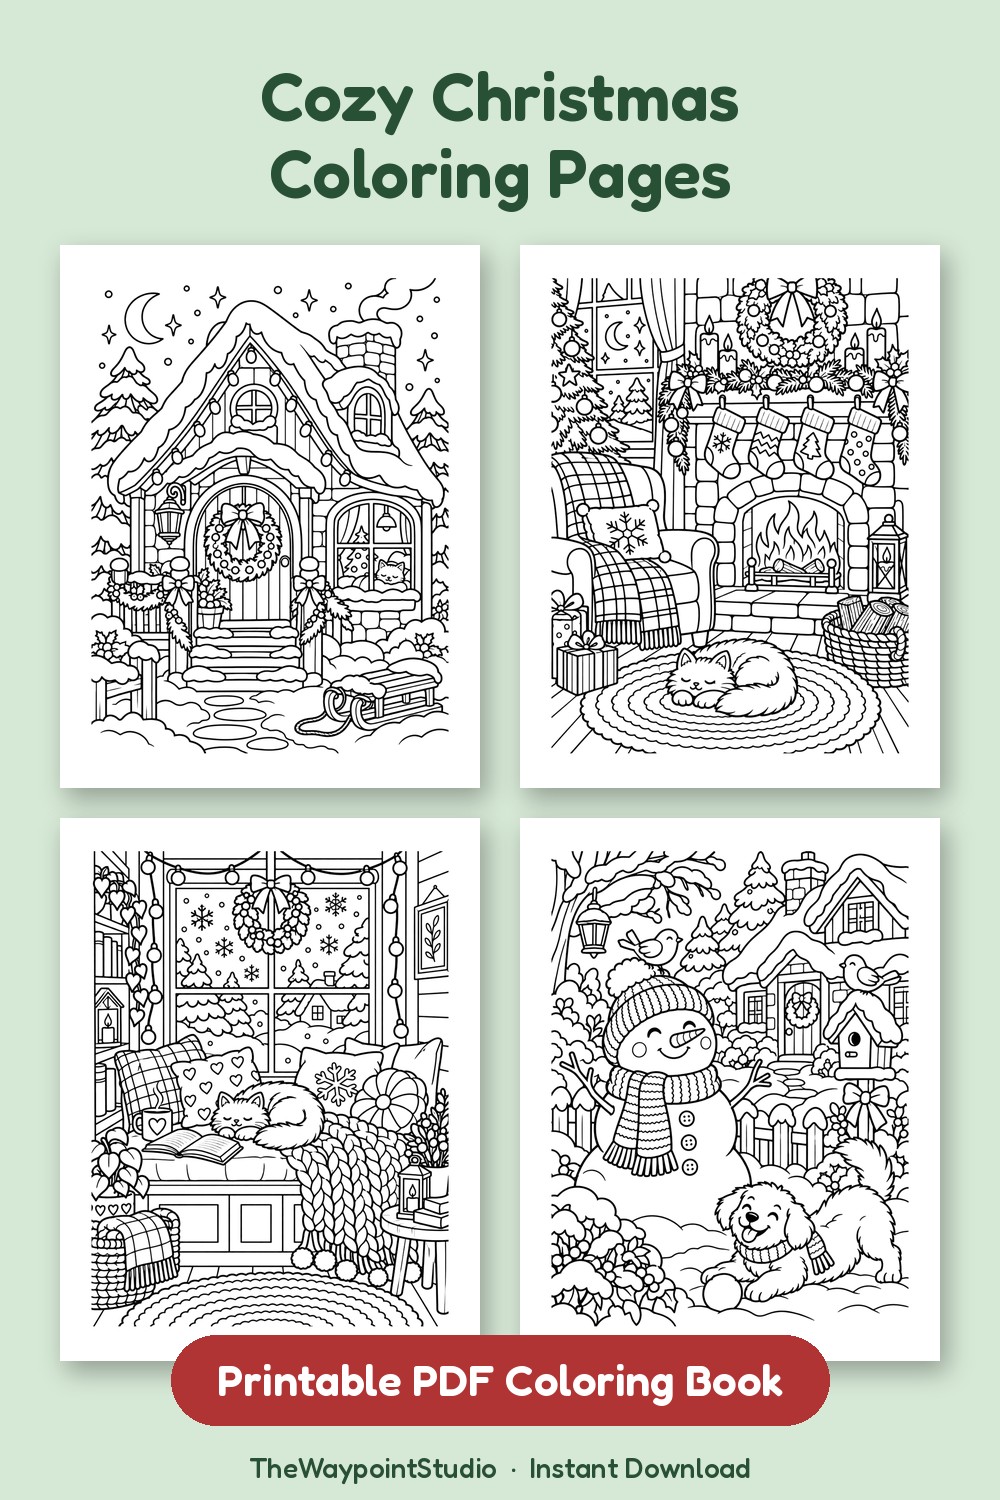 Cozy Christmas
Coloring Pages
Printable PDF Coloring Book
TheWaypointStudio · Instant Download